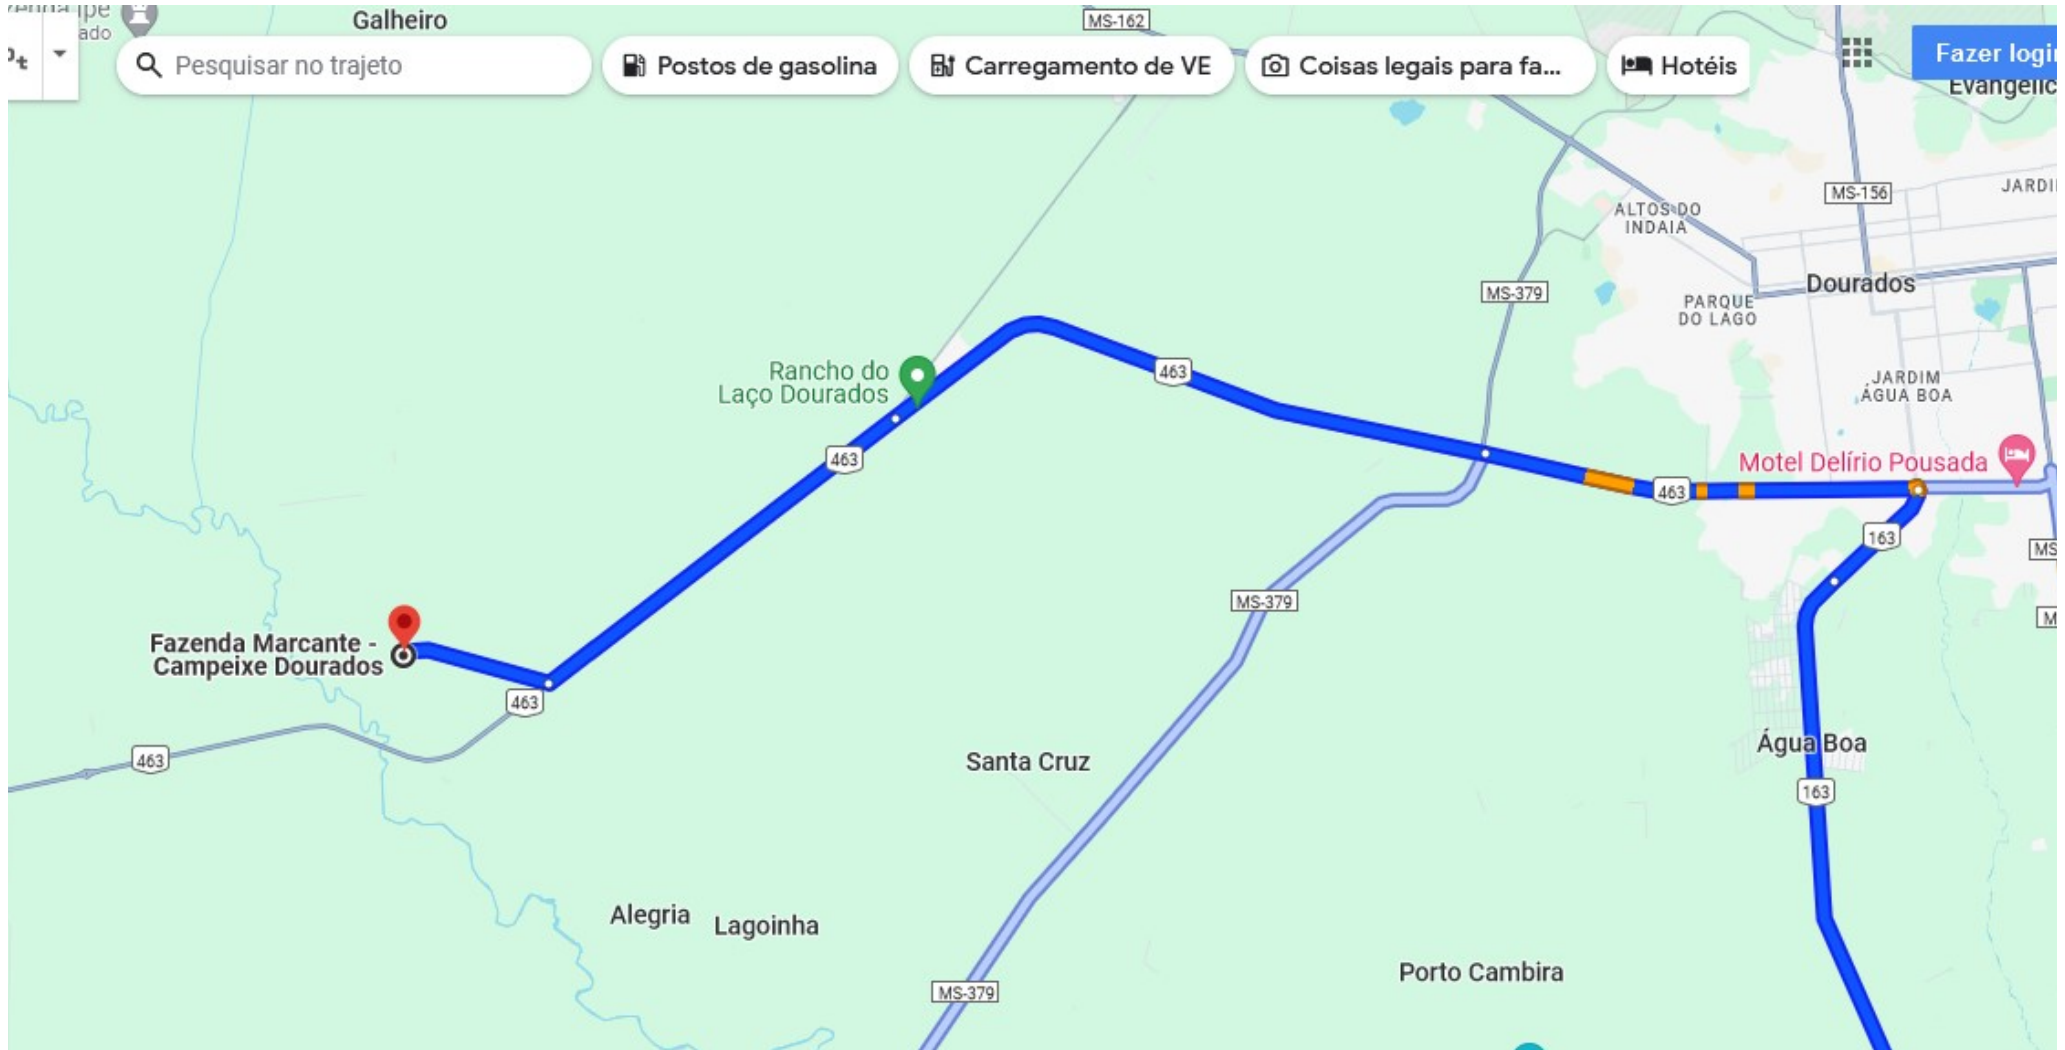 Galheiro
MS-162
Pesquisar no trajeto
Postos de gasolina
Carregamento de VE
Coisas legais para fa...
Hotéis
Fazer login
MS-156
ALTOS DO
INDAIA
MS-379
Dourados
PARQUE
DO LAGO
Rancho do
Laço Dourados
463
JARDIM
ÁGUA BOA
463
Motel Delírio Pousada
463
163
MS-379
Fazenda Marcante -
Campeixe Dourados
463
463
Santa Cruz
Água Boa
163
Alegria
Lagoinha
Porto Cambira
MS-379